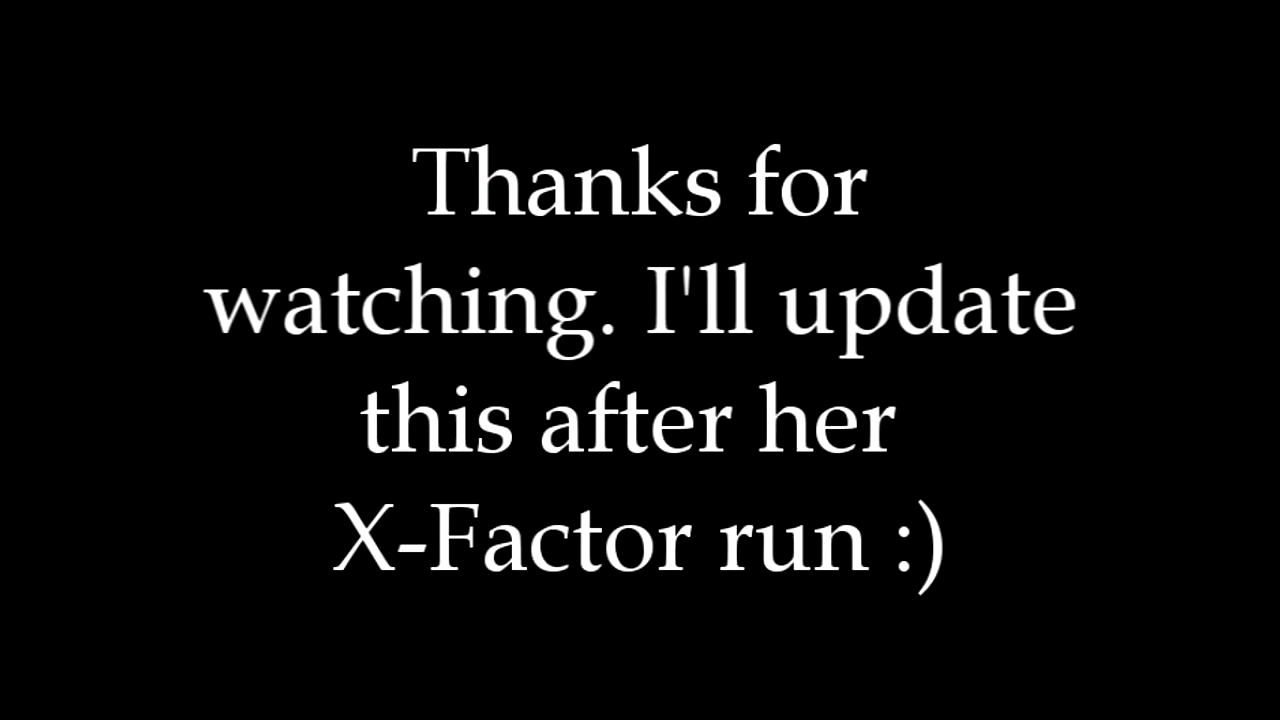 Thanks for
watching. I'll update
this after her
X-Factor run :)